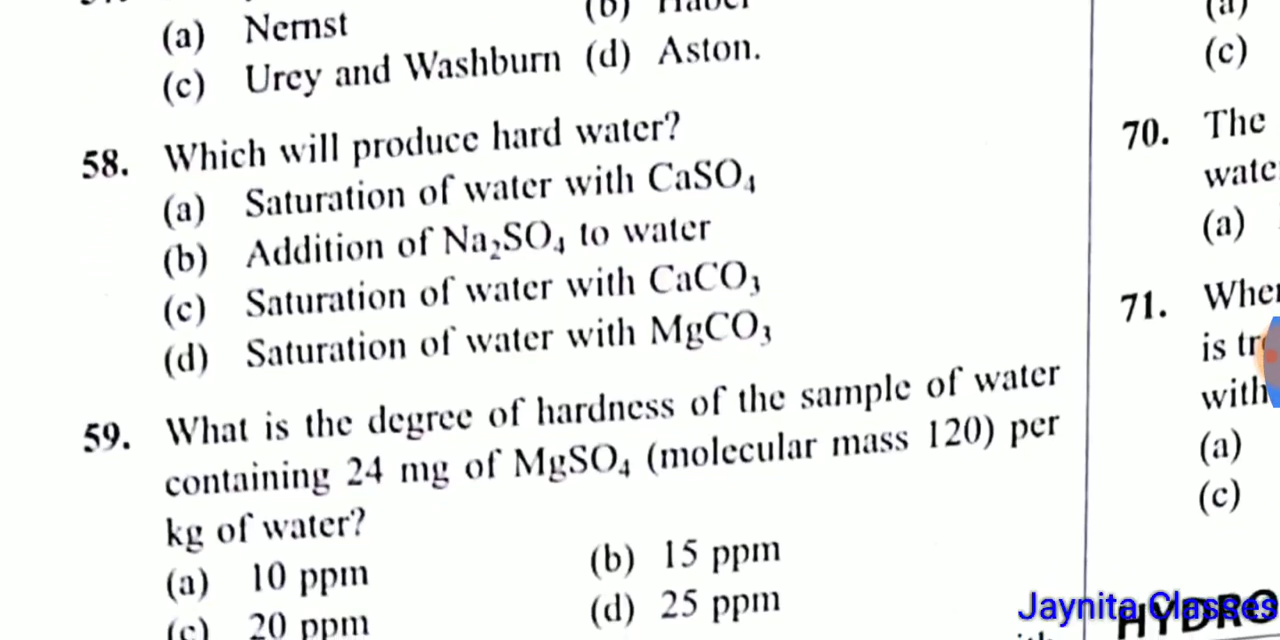 (a) Nernst
(c) Urey and Washburn (d) Aston.
58. Which will produce hard water?
(a) Saturation of water with CaSO₄
(b) Addition of Na₂SO₄ to water
(c) Saturation of water with CaCO₃
(d) Saturation of water with MgCO₃
59. What is the degree of hardness of the sample of water
containing 24 mg of MgSO₄ (molecular mass 120) per
kg of water?
(a) 10 ppm (b) 15 ppm
(c) 20 ppm (d) 25 ppm
(a)
(c)
70. The
(a)
71.
is
with
(a)
(c)
Jaynita Classes